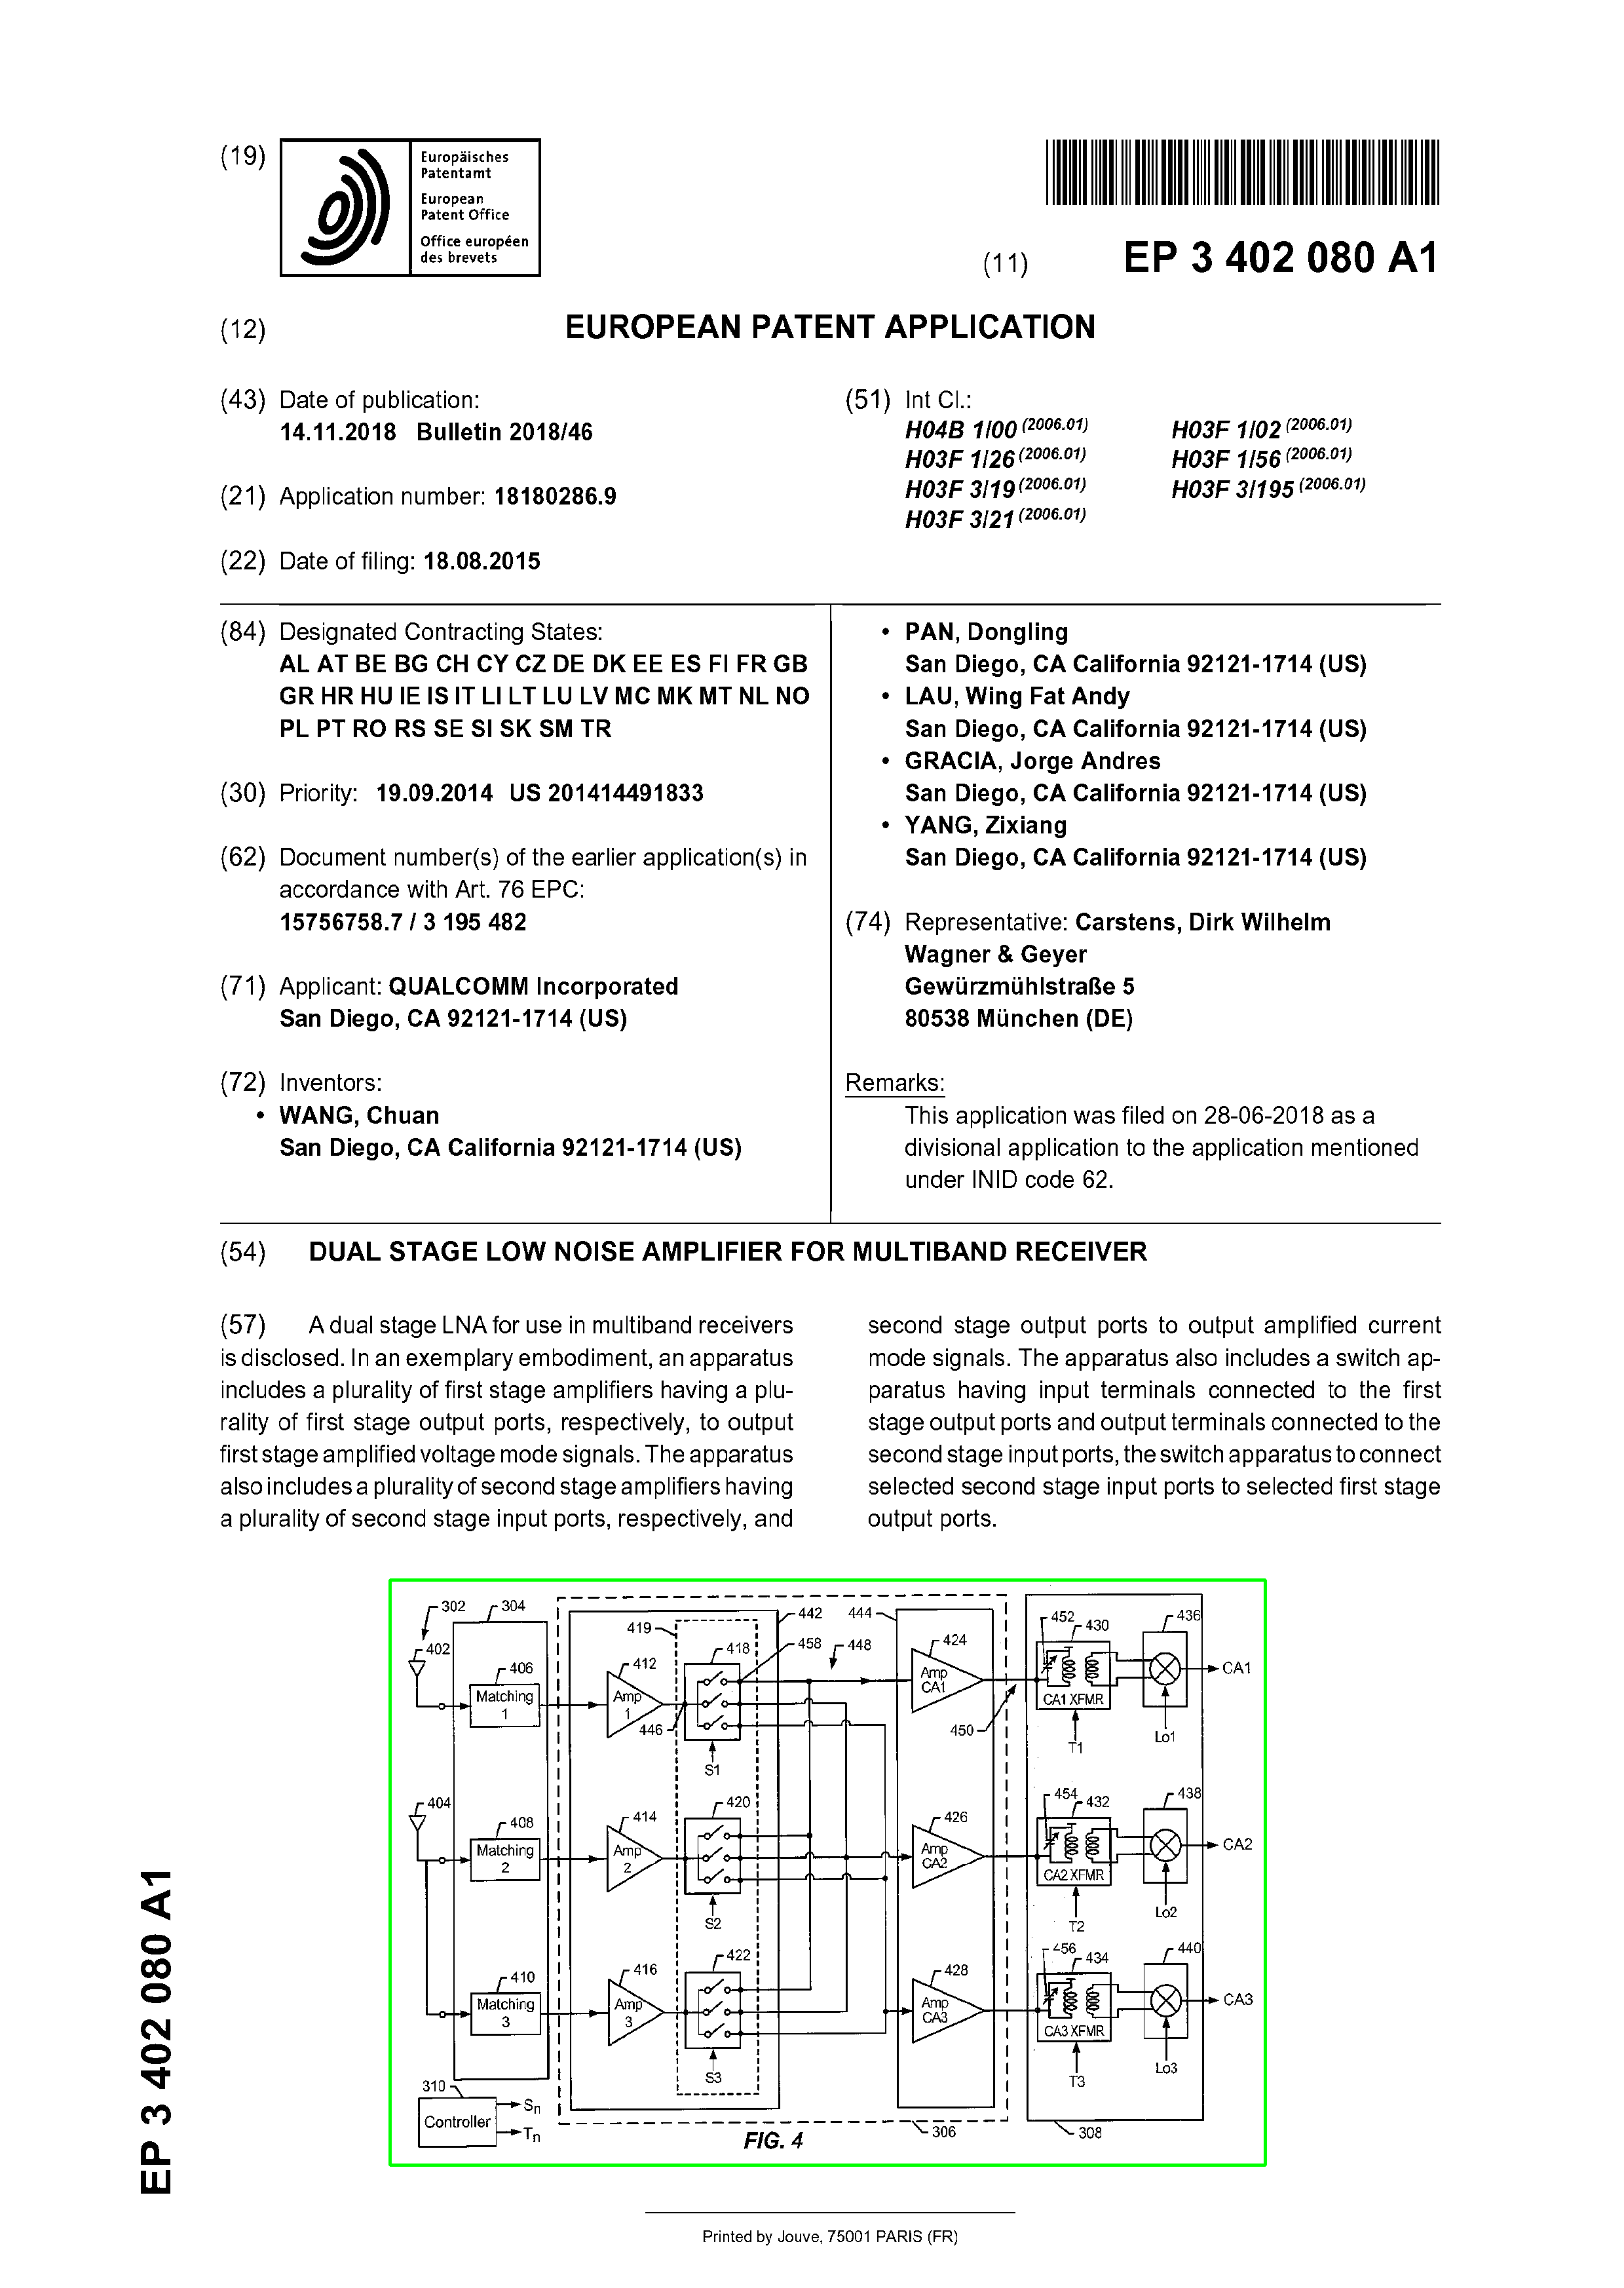 (19)
Europäisches
Patentamt
European
Patent Office
Office européen
des brevets
(11) EP 3 402 080 A1
(12) EUROPEAN PATENT APPLICATION
(43) Date of publication:
14.11.2018 Bulletin 2018/46
(21) Application number: 18180286.9
(22) Date of filing: 18.08.2015
(51) Int Cl.:
H04B 1/00 (2006.01) H03F 1/02 (2006.01)
H03F 1/26 (2006.01) H03F 1/56 (2006.01)
H03F 3/19 (2006.01) H03F 3/195 (2006.01)
H03F 3/21 (2006.01)
(84) Designated Contracting States:
AL AT BE BG CH CY CZ DE DK EE ES FI FR GB
GR HR HU IE IS IT LI LT LU LV MC MK MT NL NO
PL PT RO RS SE SI SK SM TR
(30) Priority: 19.09.2014 US 201414491833
(62) Document number(s) of the earlier application(s) in
accordance with Art. 76 EPC:
15756758.7 / 3 195 482
(71) Applicant: QUALCOMM Incorporated
San Diego, CA 92121-1714 (US)
(72) Inventors:
• WANG, Chuan
San Diego, CA California 92121-1714 (US)
• PAN, Dongling
San Diego, CA California 92121-1714 (US)
• LAU, Wing Fat Andy
San Diego, CA California 92121-1714 (US)
• GRACIA, Jorge Andres
San Diego, CA California 92121-1714 (US)
• YANG, Zixiang
San Diego, CA California 92121-1714 (US)
(74) Representative: Carstens, Dirk Wilhelm
Wagner & Geyer
Gewürzmühlstraße 5
80538 München (DE)
Remarks:
This application was filed on 28-06-2018 as a
divisional application to the application mentioned
under INID code 62.
(54) DUAL STAGE LOW NOISE AMPLIFIER FOR MULTIBAND RECEIVER
(57) A dual stage LNA for use in multiband receivers
is disclosed. In an exemplary embodiment, an apparatus
includes a plurality of first stage amplifiers having a plu-
rality of first stage output ports, respectively, to output
first stage amplified voltage mode signals. The apparatus
also includes a plurality of second stage amplifiers having
a plurality of second stage input ports, respectively, and
second stage output ports to output amplified current
mode signals. The apparatus also includes a switch ap-
paratus having input terminals connected to the first
stage output ports and output terminals connected to the
second stage input ports, the switch apparatus to connect
selected second stage input ports to selected first stage
output ports.
302 304 442 444 452 436
402 419 418 458 448 424 430
406 412
Matching
1
Amp
1
446
S1
Amp
CA1
450
CA1 XFMR
T1
Lo1
CA1
404 408 414 420 426 454 432 438
Matching
2
Amp
2
S2
Amp
CA2
CA2 XFMR
T2
Lo2
CA2
410 416 422 428 456 434 440
Matching
3
Amp
3
S3
Amp
CA3
CA3 XFMR
T3
Lo3
CA3
310
Controller
Sn
Tn
306
308
FIG. 4
EP 3 402 080 A1
Printed by Jouve, 75001 PARIS (FR)